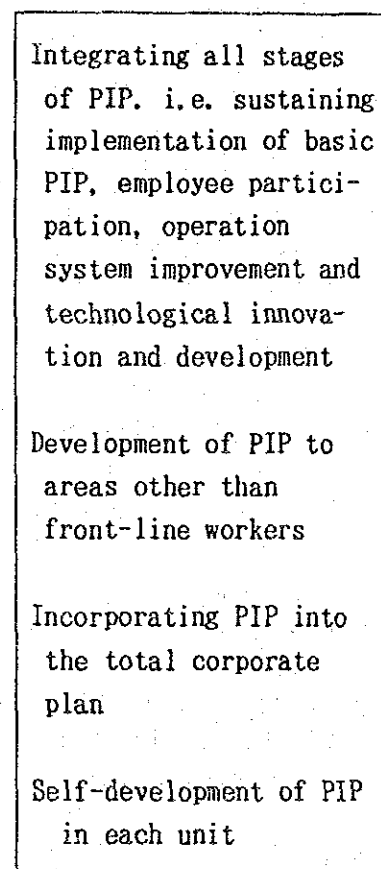 Integrating all stages
of PIP. i.e. sustaining
implementation of basic
PIP, employee partici-
pation, operation
system improvement and
technological innova-
tion and development
Development of PIP to
areas other than
front-line workers
Incorporating PIP into
the total corporate
plan
Self-development of PIP
in each unit